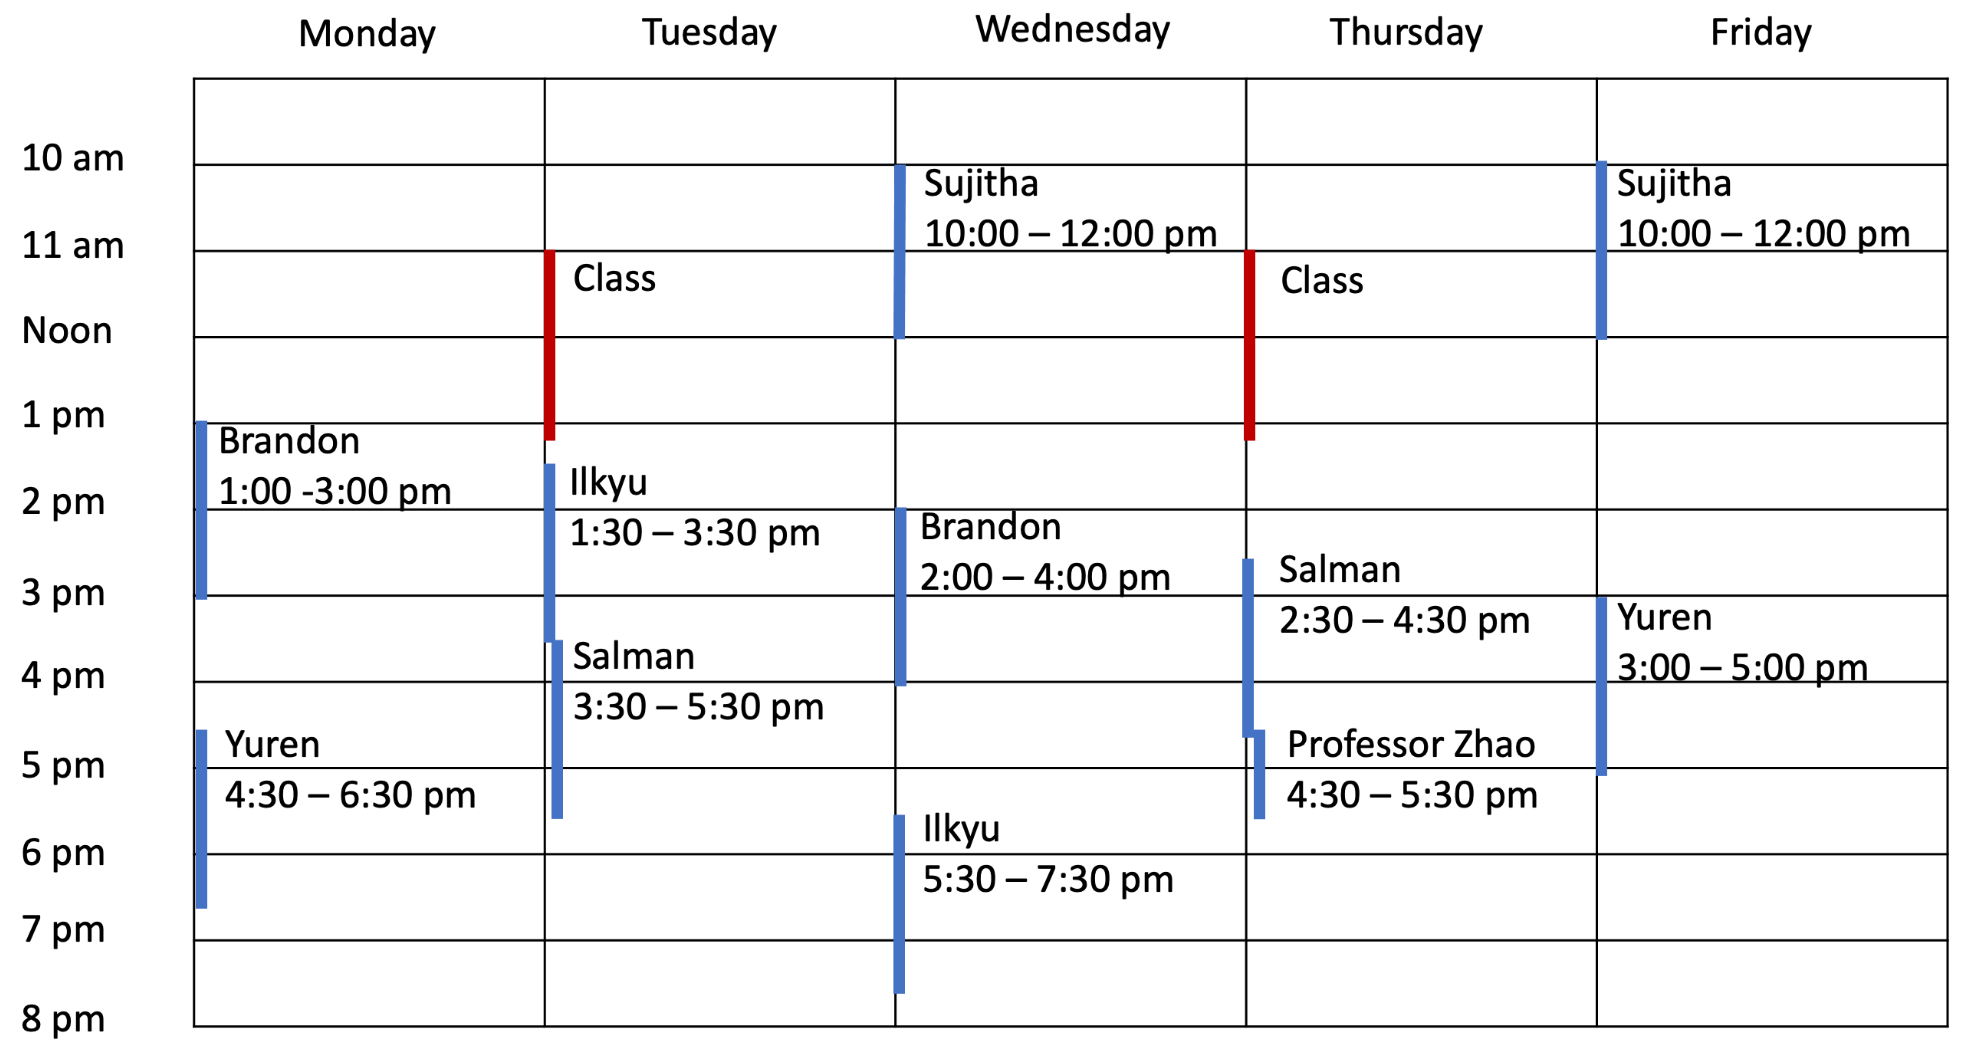 Monday
Tuesday
Wednesday
Thursday
Friday
10 am
11 am
Noon
1 pm
2 pm
3 pm
4 pm
5 pm
6 pm
7 pm
8 pm
Brandon
1:00 -3:00 pm
Yuren
4:30 – 6:30 pm
Class
Ilkyu
1:30 – 3:30 pm
Salman
3:30 – 5:30 pm
Sujitha
10:00 – 12:00 pm
Brandon
2:00 – 4:00 pm
Ilkyu
5:30 – 7:30 pm
Class
Salman
2:30 – 4:30 pm
Professor Zhao
4:30 – 5:30 pm
Sujitha
10:00 – 12:00 pm
Yuren
3:00 – 5:00 pm